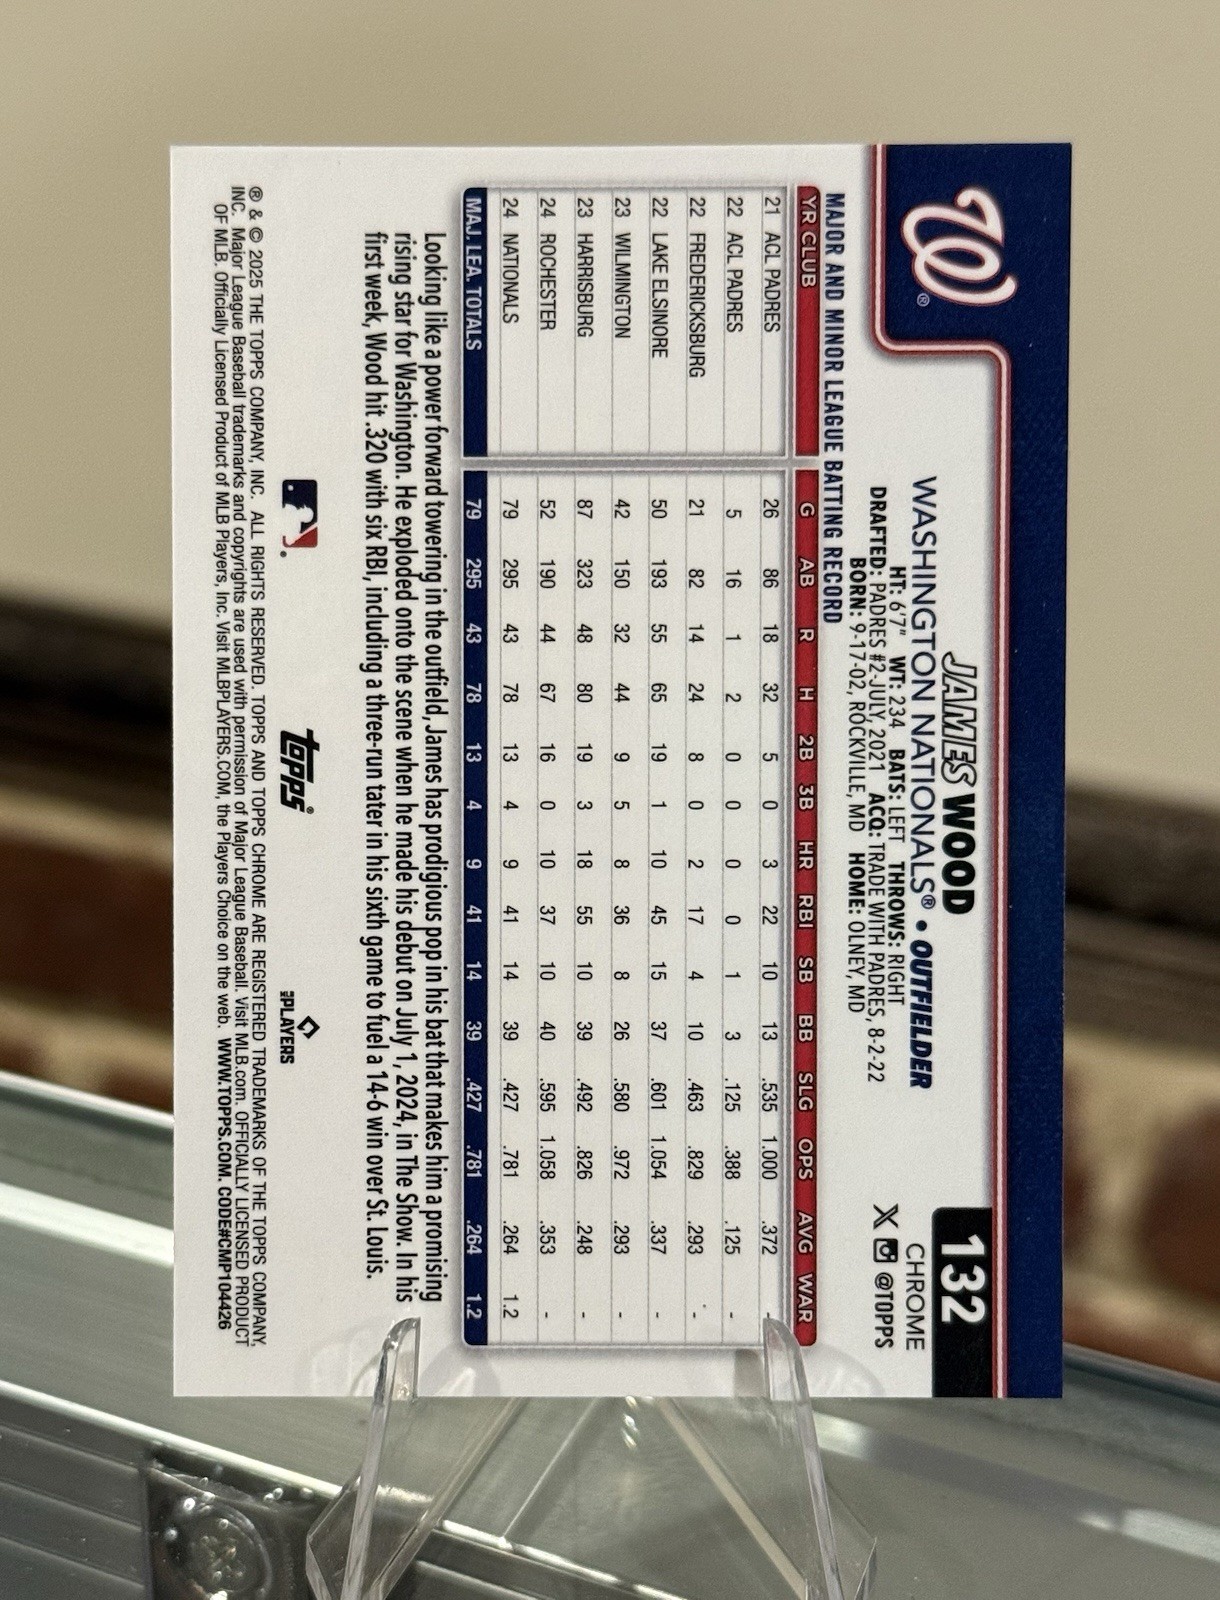 W®
132
CHROME
@TOPPS
JAMES WOOD
WASHINGTON NATIONALS® • OUTFIELDER
HT: 6'7" WT: 234 BATS: LEFT THROWS: RIGHT
DRAFTED: PADRES #2-JULY, 2021 ACQ: TRADE WITH PADRES, 8-2-22
BORN: 9-17-02, ROCKVILLE, MD HOME: OLNEY, MD
MAJOR AND MINOR LEAGUE BATTING RECORD
YR CLUB G AB R H 2B 3B HR RBI SB BB SLG OPS AVG WAR
21 ACL PADRES 26 86 18 32 5 0 3 22 10 13 .535 1.000 .372 -
22 ACL PADRES 5 16 1 2 0 0 0 0 1 3 .125 .388 .125 -
22 FREDERICKSBURG 21 82 14 24 8 0 2 17 4 10 .463 .829 .293 -
22 LAKE ELSINORE 50 193 55 65 19 1 10 45 15 37 .601 1.054 .337 -
23 WILMINGTON 42 150 32 44 9 5 8 36 8 26 .580 .972 .293 -
23 HARRISBURG 87 323 48 80 19 3 18 55 10 39 .492 .826 .248 -
24 ROCHESTER 52 190 44 67 16 0 10 37 10 40 .595 1.058 .353 -
24 NATIONALS 79 295 43 78 13 4 9 41 14 39 .427 .781 .264 1.2
MAJ. LEA. TOTALS 79 295 43 78 13 4 9 41 14 39 .427 .781 .264 1.2
Looking like a power forward towering in the outfield, James has prodigious pop in his bat that makes him a promising
rising star for Washington. He exploded onto the scene when he made his debut on July 1, 2024, in The Show. In his
first week, Wood hit .320 with six RBI, including a three-run tater in his sixth game to fuel a 14-6 win over St. Louis.
topps®
MLB PLAYERS
® & © 2025 THE TOPPS COMPANY, INC. ALL RIGHTS RESERVED. TOPPS AND TOPPS CHROME ARE REGISTERED TRADEMARKS OF THE TOPPS COMPANY,
INC. Major League Baseball trademarks and copyrights are used with permission of Major League Baseball. Visit MLB.com. OFFICIALLY LICENSED PRODUCT
OF MLB. Officially Licensed Product of MLB Players, Inc. Visit MLBPLAYERS.COM, the Players Choice on the web. WWW.TOPPS.COM. CODE#CMP104426